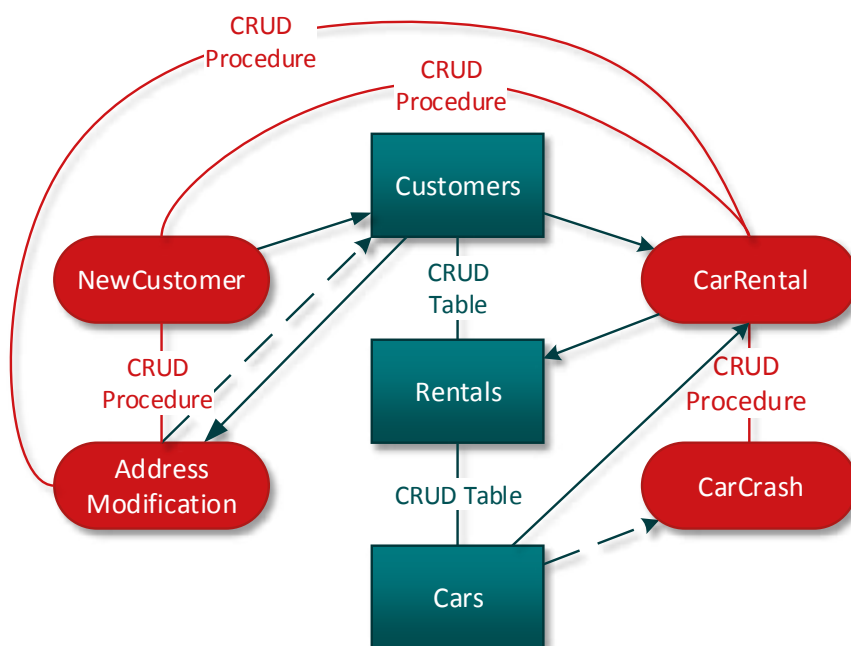 CRUD
Procedure
CRUD
Procedure
Customers
NewCustomer
CRUD
Table
CarRental
CRUD
Procedure
Rentals
CRUD
Procedure
Address
Modification
CRUD Table
CarCrash
Cars